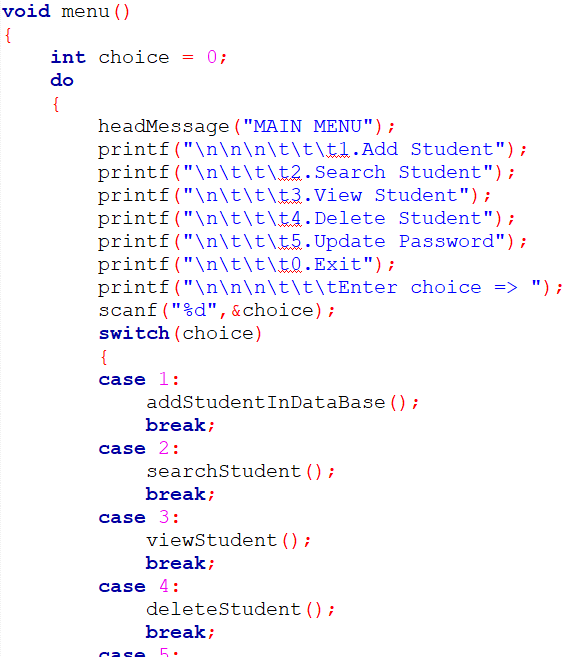 void menu()
{
    int choice = 0;
    do
    {
        headMessage("MAIN MENU");
        printf("\n\n\n\t\t\t1.Add Student");
        printf("\n\t\t\t2.Search Student");
        printf("\n\t\t\t3.View Student");
        printf("\n\t\t\t4.Delete Student");
        printf("\n\t\t\t5.Update Password");
        printf("\n\t\t\t0.Exit");
        printf("\n\n\n\t\t\tEnter choice => ");
        scanf("%d",&choice);
        switch(choice)
        {
        case 1:
            addStudentInDataBase();
            break;
        case 2:
            searchStudent();
            break;
        case 3:
            viewStudent();
            break;
        case 4:
            deleteStudent();
            break;
        case 5: